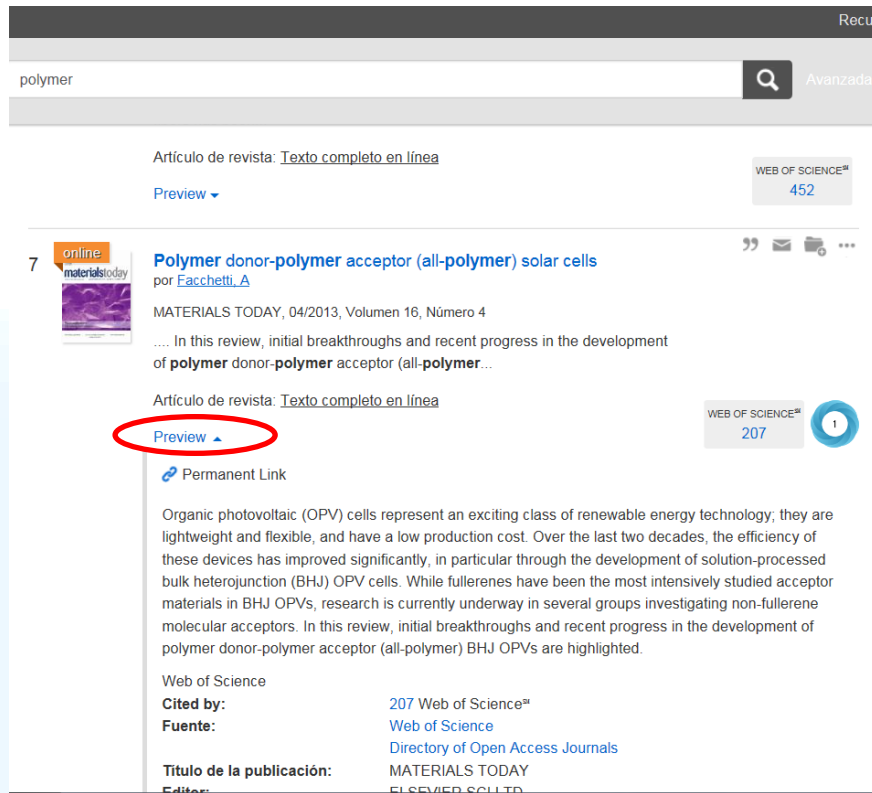 Recu
polymer
Avanzada
Artículo de revista: Texto completo en línea
Preview
WEB OF SCIENCE℠
452
7
online
materialstoday
Polymer donor-polymer acceptor (all-polymer) solar cells
por Facchetti, A
MATERIALS TODAY, 04/2013, Volumen 16, Número 4
.... In this review, initial breakthroughs and recent progress in the development
of polymer donor-polymer acceptor (all-polymer...
Artículo de revista: Texto completo en línea
Preview
WEB OF SCIENCE℠
207
1
Permanent Link
Organic photovoltaic (OPV) cells represent an exciting class of renewable energy technology; they are
lightweight and flexible, and have a low production cost. Over the last two decades, the efficiency of
these devices has improved significantly, in particular through the development of solution-processed
bulk heterojunction (BHJ) OPV cells. While fullerenes have been the most intensively studied acceptor
materials in BHJ OPVs, research is currently underway in several groups investigating non-fullerene
molecular acceptors. In this review, initial breakthroughs and recent progress in the development of
polymer donor-polymer acceptor (all-polymer) BHJ OPVs are highlighted.
Web of Science
Cited by: 207 Web of Science℠
Fuente: Web of Science
Directory of Open Access Journals
Título de la publicación: MATERIALS TODAY
Editor: ELSEVIER SCI LTD